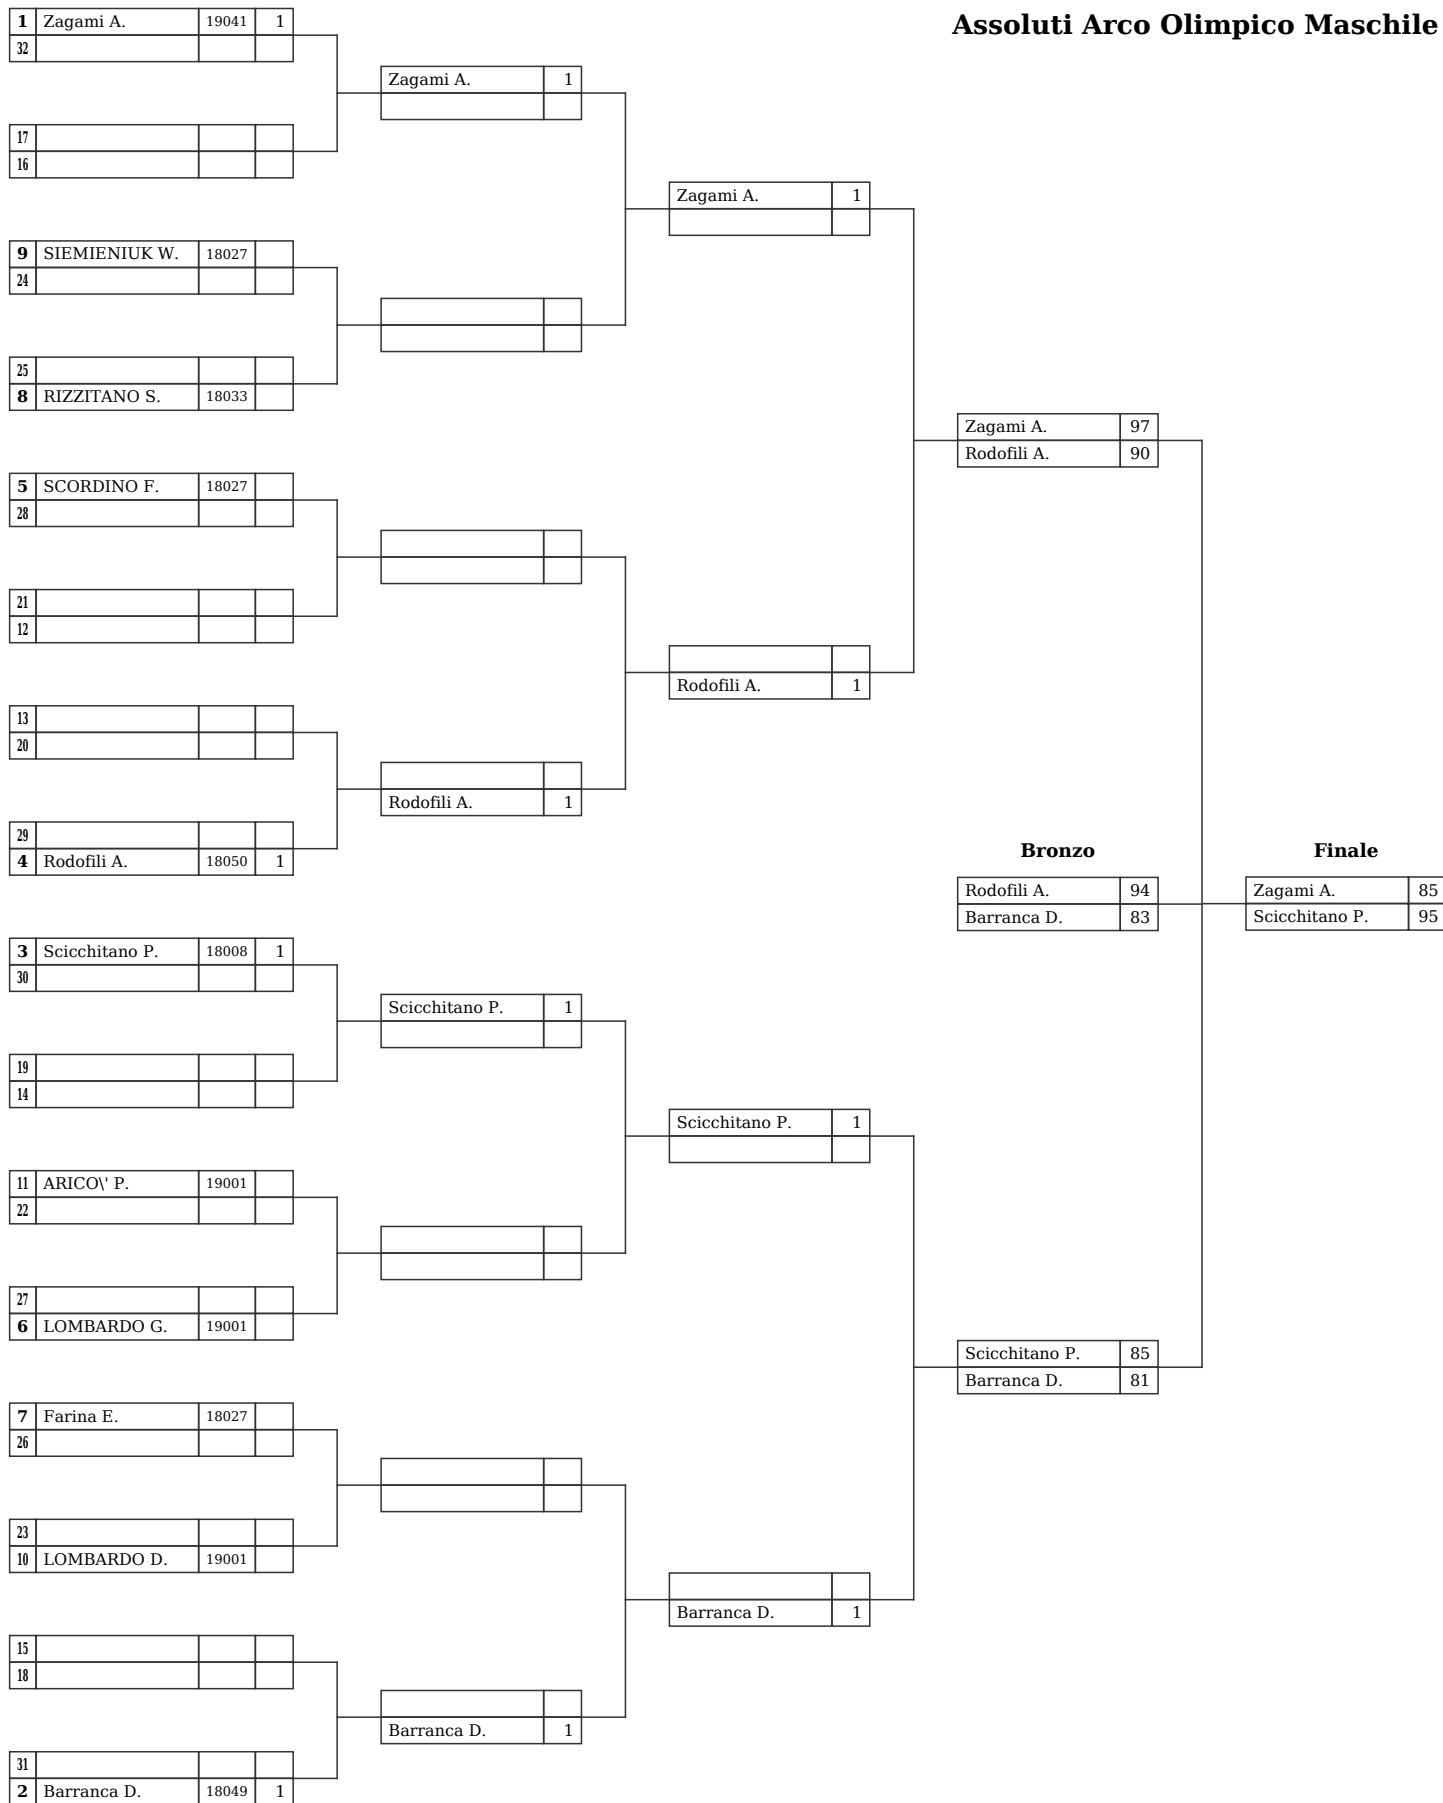 Assoluti Arco Olimpico Maschile
1 Zagami A. 19041 1
32
17
16
9 SIEMIENIUK W. 18027
24
25
8 RIZZITANO S. 18033
5 SCORDINO F. 18027
28
21
12
13
20
29
4 Rodofili A. 18050 1
3 Scicchitano P. 18008 1
30
19
14
11 ARICO\' P. 19001
22
27
6 LOMBARDO G. 19001
7 Farina E. 18027
26
23
10 LOMBARDO D. 19001
15
18
31
2 Barranca D. 18049 1
Zagami A. 1
Rodofili A. 1
Scicchitano P. 1
Barranca D. 1
Zagami A. 1
Rodofili A. 1
Scicchitano P. 1
Barranca D. 1
Zagami A. 97
Rodofili A. 90
Scicchitano P. 85
Barranca D. 81
Bronzo
Rodofili A. 94
Barranca D. 83
Finale
Zagami A. 85
Scicchitano P. 95